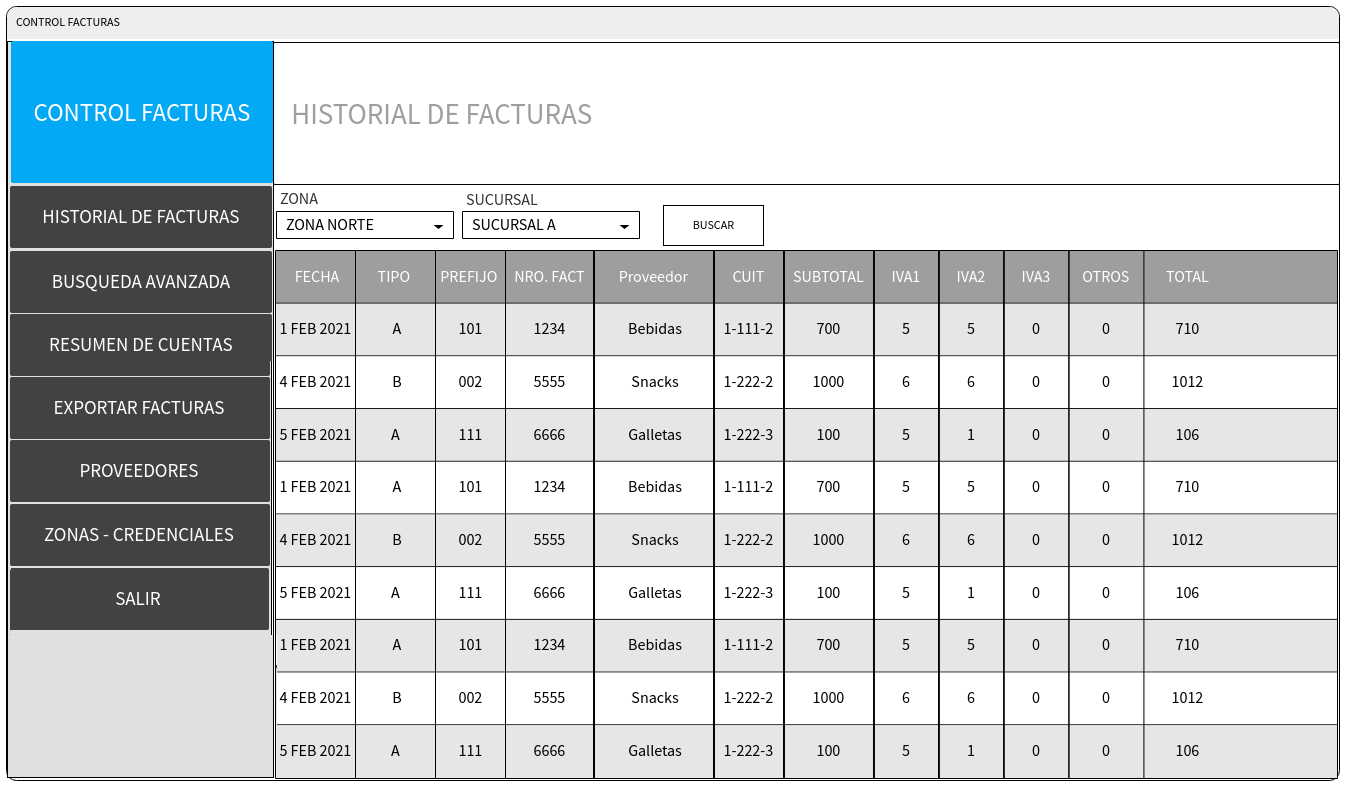 CONTROL FACTURAS
CONTROL FACTURAS
HISTORIAL DE FACTURAS
HISTORIAL DE FACTURAS
BUSQUEDA AVANZADA
RESUMEN DE CUENTAS
EXPORTAR FACTURAS
PROVEEDORES
ZONAS - CREDENCIALES
SALIR
ZONA SUCURSAL
ZONA NORTE SUCURSAL A BUSCAR
FECHA TIPO PREFIJO NRO. FACT Proveedor CUIT SUBTOTAL IVA1 IVA2 IVA3 OTROS TOTAL
1 FEB 2021 A 101 1234 Bebidas 1-111-2 700 5 5 0 0 710
4 FEB 2021 B 002 5555 Snacks 1-222-2 1000 6 6 0 0 1012
5 FEB 2021 A 111 6666 Galletas 1-222-3 100 5 1 0 0 106
1 FEB 2021 A 101 1234 Bebidas 1-111-2 700 5 5 0 0 710
4 FEB 2021 B 002 5555 Snacks 1-222-2 1000 6 6 0 0 1012
5 FEB 2021 A 111 6666 Galletas 1-222-3 100 5 1 0 0 106
1 FEB 2021 A 101 1234 Bebidas 1-111-2 700 5 5 0 0 710
4 FEB 2021 B 002 5555 Snacks 1-222-2 1000 6 6 0 0 1012
5 FEB 2021 A 111 6666 Galletas 1-222-3 100 5 1 0 0 106